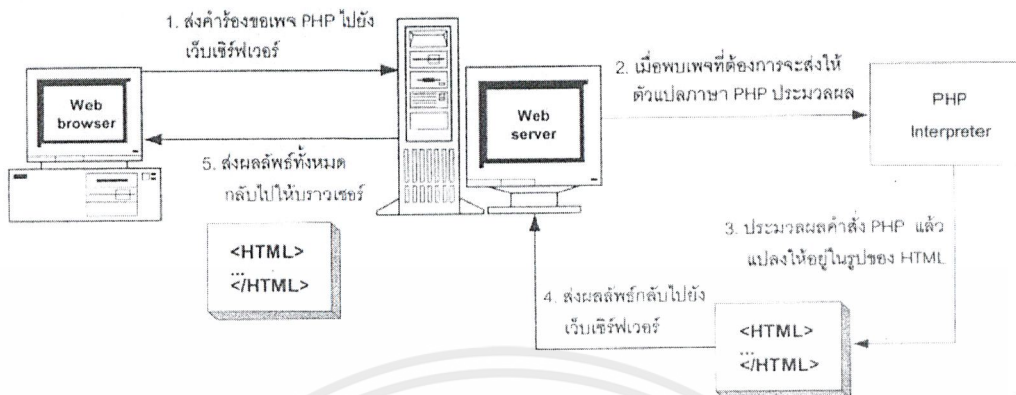 1. ส่งคำร้องขอเพจ PHP ไปยัง
เว็บเซิร์ฟเวอร์
Web
browser
Web
server
2. เมื่อพบเพจที่ต้องการจะส่งให้
ตัวแปลภาษา PHP ประมวลผล
PHP
Interpreter
5. ส่งผลลัพธ์ทั้งหมด
กลับไปให้บราวเซอร์
<HTML>
...
</HTML>
3. ประมวลผลคำสั่ง PHP แล้ว
แปลงให้อยู่ในรูปของ HTML
4. ส่งผลลัพธ์กลับไปยัง
เว็บเซิร์ฟเวอร์
<HTML>
...
</HTML>